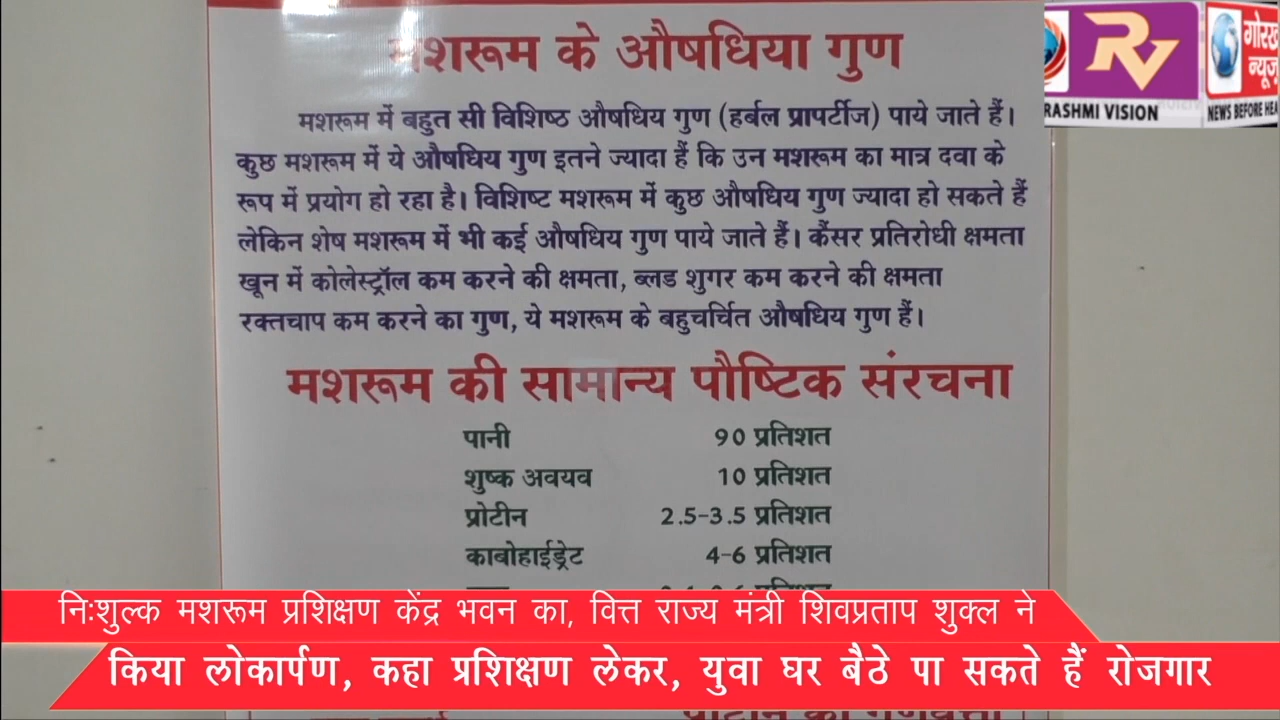 मशरूम के औषधिया गुण
मशरूम में बहुत सी विशिष्ठ औषधिय गुण (हर्बल प्रापर्टीज) पाये जाते हैं।
कुछ मशरूम में ये औषधिय गुण इतने ज्यादा हैं कि उन मशरूम का मात्र दवा के
रूप में प्रयोग हो रहा है। विशिष्ट मशरूम में कुछ औषधिय गुण ज्यादा हो सकते हैं
लेकिन शेष मशरूम में भी कई औषधिय गुण पाये जाते हैं। कैंसर प्रतिरोधी क्षमता
खून में कोलेस्ट्रॉल कम करने की क्षमता, ब्लड शुगर कम करने की क्षमता
रक्तचाप कम करने का गुण, ये मशरूम के बहुचर्चित औषधिय गुण हैं।
RASHMI VISION
गोरख
न्यूज
NEWS BEFORE
मशरूम की सामान्य पौष्टिक संरचना
पानी 90 प्रतिशत
शुष्क अवयव 10 प्रतिशत
प्रोटीन 2.5-3.5 प्रतिशत
काबोहाईड्रेट 4-6 प्रतिशत
निःशुल्क मशरूम प्रशिक्षण केंद्र भवन का, वित्त राज्य मंत्री शिवप्रताप शुक्ल ने
किया लोकार्पण, कहा प्रशिक्षण लेकर, युवा घर बैठे पा सकते हैं रोजगार